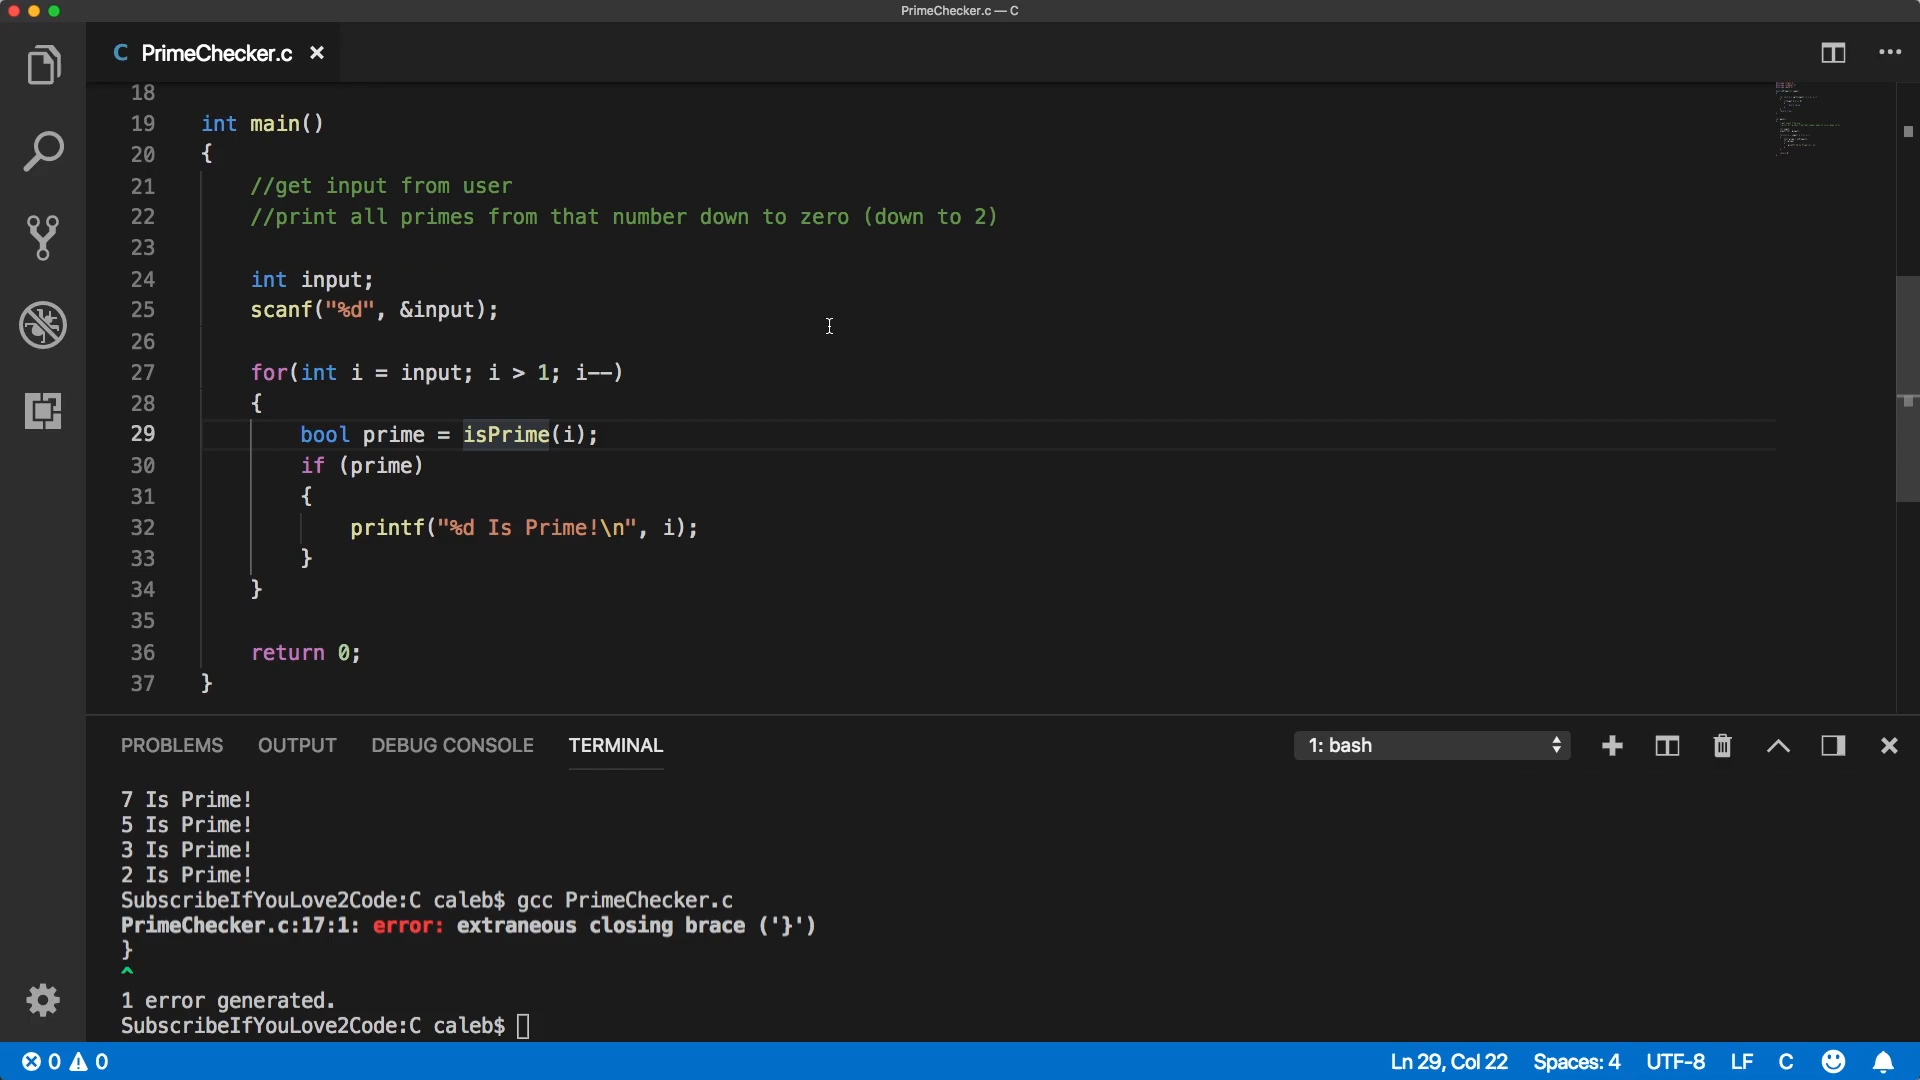 PrimeChecker.c — C
C PrimeChecker.c ×
18
19 int main()
20 {
21 //get input from user
22 //print all primes from that number down to zero (down to 2)
23
24 int input;
25 scanf("%d", &input);
26
27 for(int i = input; i > 1; i--)
28 {
29 bool prime = isPrime(i);
30 if (prime)
31 {
32 printf("%d Is Prime!\n", i);
33 }
34 }
35
36 return 0;
37 }
PROBLEMS OUTPUT DEBUG CONSOLE TERMINAL 1: bash
7 Is Prime!
5 Is Prime!
3 Is Prime!
2 Is Prime!
SubscribeIfYouLove2Code:C caleb$ gcc PrimeChecker.c
PrimeChecker.c:17:1: error: extraneous closing brace ('}')
}
^
1 error generated.
SubscribeIfYouLove2Code:C caleb$
0 0 Ln 29, Col 22 Spaces: 4 UTF-8 LF C